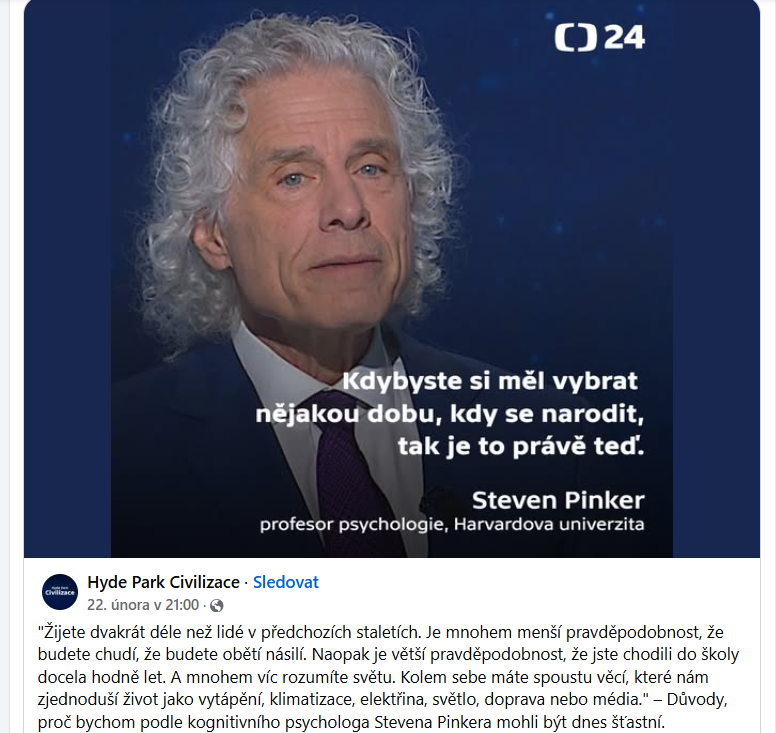 24
Kdybyste si měl vybrat
nějakou dobu, kdy se narodit,
tak je to právě teď.
Steven Pinker
profesor psychologie, Harvardova univerzita
Hyde Park Civilizace
Hyde Park Civilizace · Sledovat
22. února v 21:00 ·
"Žijete dvakrát déle než lidé v předchozích staletích. Je mnohem menší pravděpodobnost, že
budete chudí, že budete obětí násilí. Naopak je větší pravděpodobnost, že jste chodili do školy
docela hodně let. A mnohem víc rozumíte světu. Kolem sebe máte spoustu věcí, které nám
zjednoduší život jako vytápění, klimatizace, elektřina, světlo, doprava nebo média." – Důvody,
proč bychom podle kognitivního psychologa Stevena Pinkera mohli být dnes šťastní.